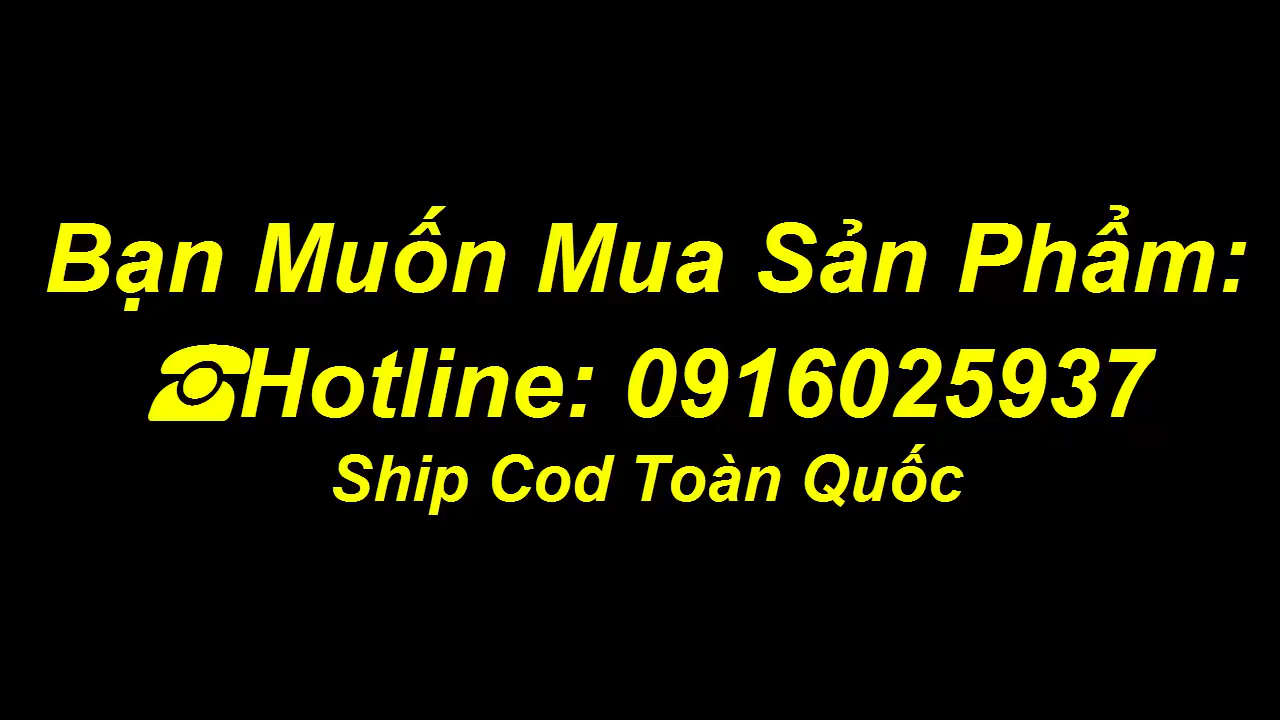 Bạn Muốn Mua Sản Phẩm:
☎Hotline: 0916025937
Ship Cod Toàn Quốc